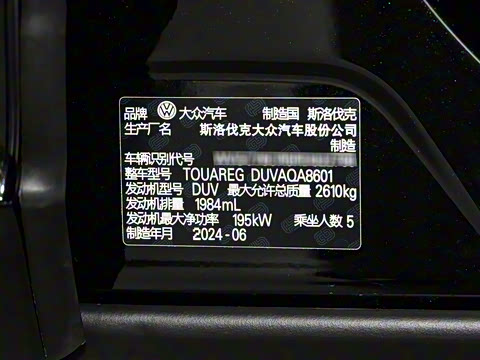 品牌 大众汽车 制造国 斯洛伐克
生产厂名 斯洛伐克大众汽车股份公司
制造
车辆识别代号
整车型号 TOUAREG DUVAQA8601
发动机型号 DUV 最大允许总质量 2610kg
发动机排量 1984mL
发动机最大净功率 195kW 乘坐人数 5
制造年月 2024-06